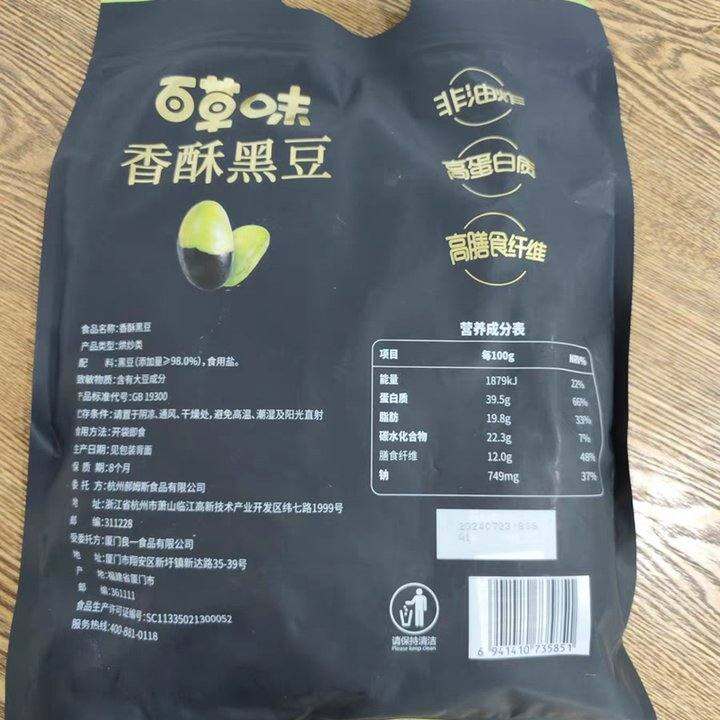 百草味
香酥黑豆
非油炸
高蛋白质
高膳食纤维
食品名称:香酥黑豆
产品类型:烘炒类
配 料:黑豆(添加量≥98.0%),食用盐。
致敏物质:含有大豆成分
产品标准代号:GB 19300
贮存条件:请置于阴凉、通风、干燥处,避免高温、潮湿及阳光直射
食用方法:开袋即食
生产日期:见包装背面
保 质 期:8个月
委 托 方:杭州郝姆斯食品有限公司
地 址:浙江省杭州市萧山临江高新技术产业开发区纬七路1999号
邮 编:311228
受委托方:厦门良一食品有限公司
地 址:厦门市翔安区新圩镇新达路35-39号
产 地:福建省厦门市
邮 编:361111
食品生产许可证编号:SC11335021300052
服务热线:400-881-0118
营养成分表
项目 每100g NRV%
能量 1879kJ 22%
蛋白质 39.5g 66%
脂肪 19.8g 33%
碳水化合物 22.3g 7%
膳食纤维 12.0g 48%
钠 749mg 37%
20240723
请保持清洁
Please keep clean
6 941410 735851